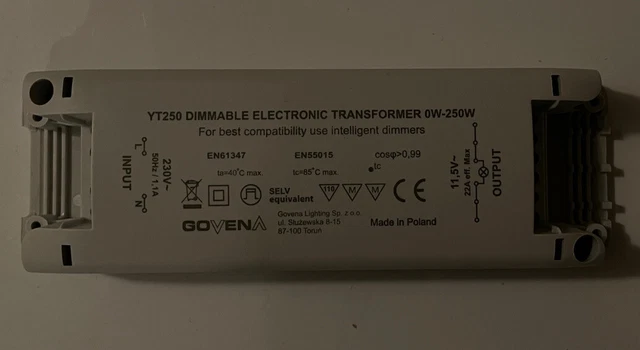 YT250 DIMMABLE ELECTRONIC TRANSFORMER 0W-250W
For best compatibility use intelligent dimmers
EN61347 EN55015 cosφ>0,99
ta=40°C max. tc=85°C max. tc
L
N
INPUT
230V~
50Hz / 1,1A
SELV
equivalent
110 M M CE
GOVENA
Govena Lighting Sp. z o.o.
ul. Służewska 8-15
87-100 Toruń
Made in Poland
11,5V~
22A eff. Max
OUTPUT